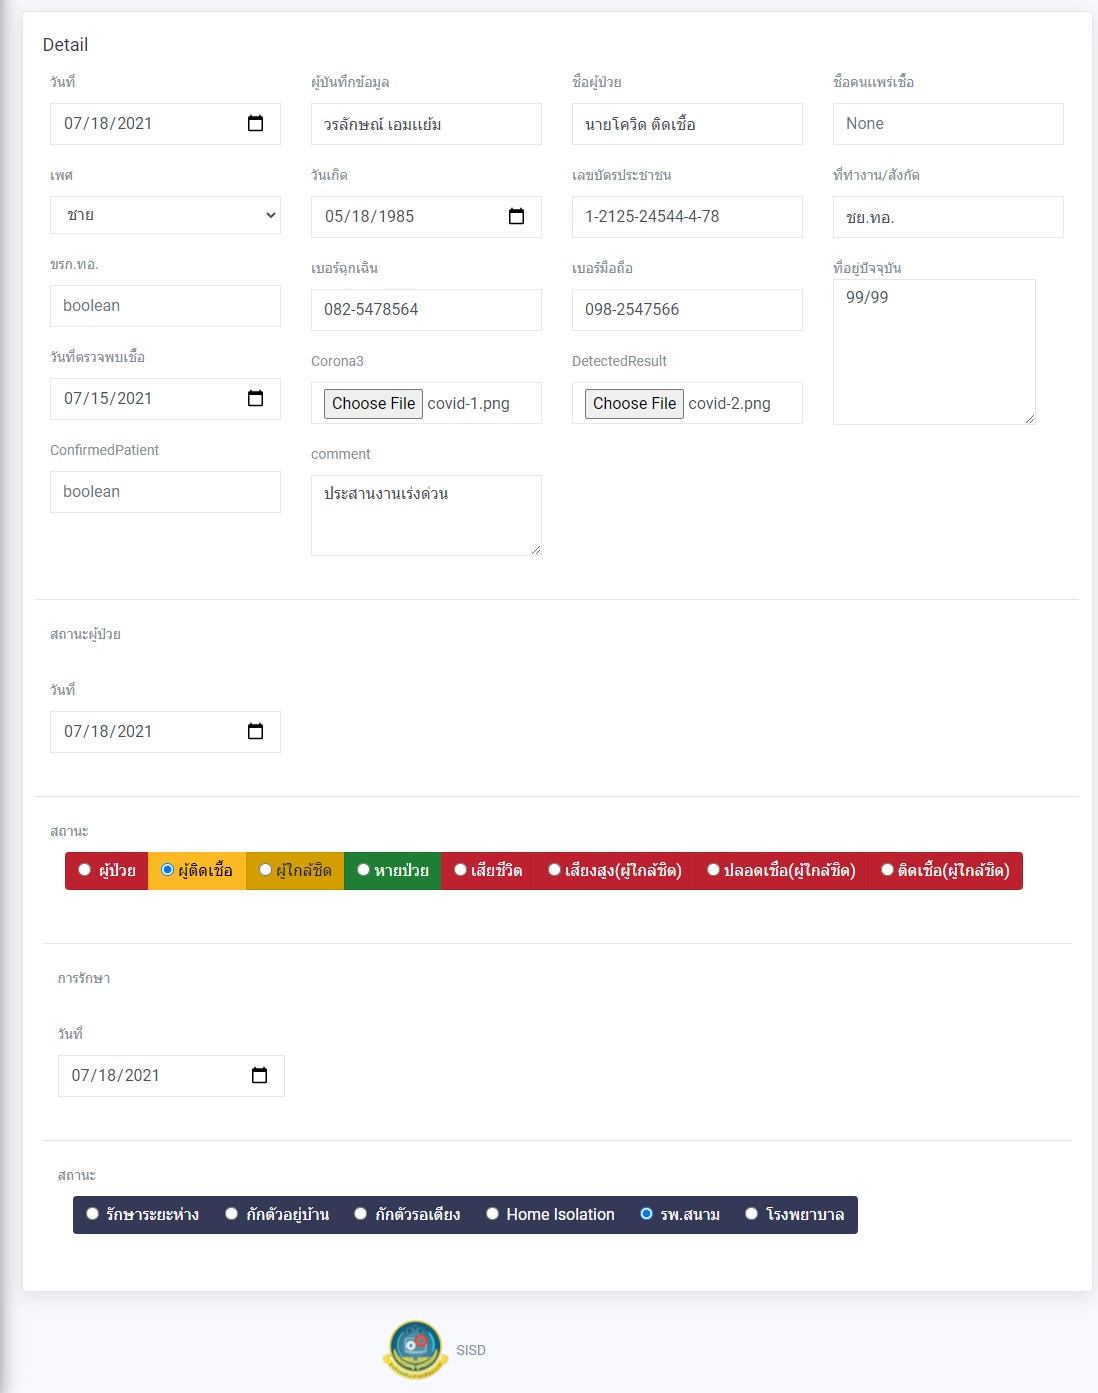 Detail
วันที่ ผู้บันทึกข้อมูล ชื่อผู้ป่วย ชื่อคนแพร่เชื้อ
07/18/2021 วรลักษณ์ เอมแย้ม นายโควิด ติดเชื้อ None
เพศ วันเกิด เลขบัตรประชาชน ที่ทำงาน/สังกัด
ชาย 05/18/1985 1-2125-24544-4-78 ชย.ทอ.
ขรก.ทอ. เบอร์ฉุกเฉิน เบอร์มือถือ ที่อยู่ปัจจุบัน
boolean 082-5478564 098-2547566 99/99
วันที่ตรวจพบเชื้อ Corona3 DetectedResult
07/15/2021 Choose File covid-1.png Choose File covid-2.png
ConfirmedPatient comment
boolean ประสานงานเร่งด่วน
สถานะผู้ป่วย
วันที่
07/18/2021
สถานะ
ผู้ป่วย ผู้ติดเชื้อ ผู้ใกล้ชิด หายป่วย เสียชีวิต เสี่ยงสูง(ผู้ใกล้ชิด) ปลอดเชื้อ(ผู้ใกล้ชิด) ติดเชื้อ(ผู้ใกล้ชิด)
การรักษา
วันที่
07/18/2021
สถานะ
รักษาระยะห่าง กักตัวอยู่บ้าน กักตัวรอเตียง Home Isolation รพ.สนาม โรงพยาบาล
SISD